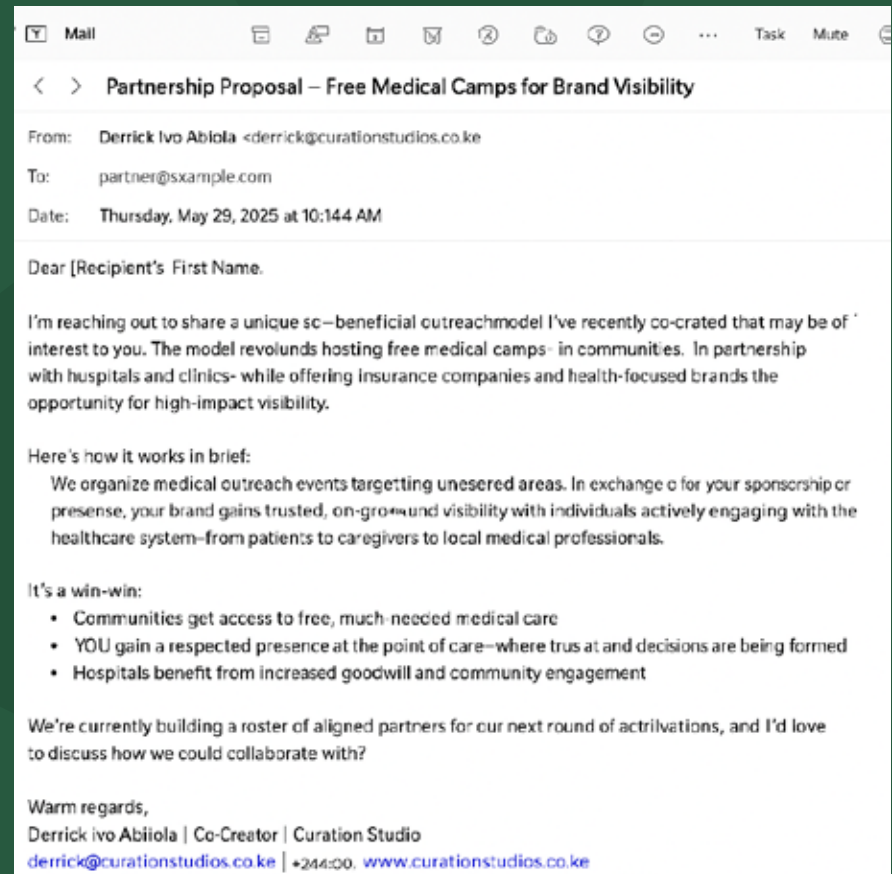 Mail
Task Mute
Partnership Proposal – Free Medical Camps for Brand Visibility
From: Derrick Ivo Abiola <derrick@curationstudios.co.ke
To: partner@sxample.com
Date: Thursday, May 29, 2025 at 10:144 AM
Dear [Recipient's First Name.
I'm reaching out to share a unique sc–beneficial outreachmodel I've recently co-crated that may be of
interest to you. The model revolunds hosting free medical camps- in communities. In partnership
with huspitals and clinics- while offering insurance companies and health-focused brands the
opportunity for high-impact visibility.
Here's how it works in brief:
We organize medical outreach events targetting unesered areas. In exchange o for your sponsorship or
presense, your brand gains trusted, visibility with individuals actively engaging with the
healthcare system–from patients to caregivers to local medical professionals.
It's a win-win:
• Communities get access to free, much-needed medical care
• YOU gain a respected presence at the point of care–where trus at and decisions are being formed
• Hospitals benefit from increased goodwill and community engagement
We're currently building a roster of aligned partners for our next round of actrilvations, and I'd love
to discuss how we could collaborate with?
Warm regards,
Derrick ivo Abiiola | Co-Creator | Curation Studio
derrick@curationstudios.co.ke | +244:00. www.curationstudios.co.ke